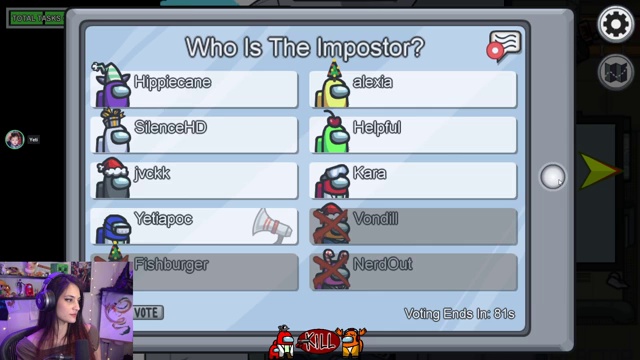 TOTAL TASKS
Who Is The Impostor?
Hippiecane
alexia
SilenceHD
Helpful
jvckk
Kara
Yetiapoc
Vondill
Fishburger
NerdOut
VOTE
Voting Ends In: 81s
Yeti
KILL